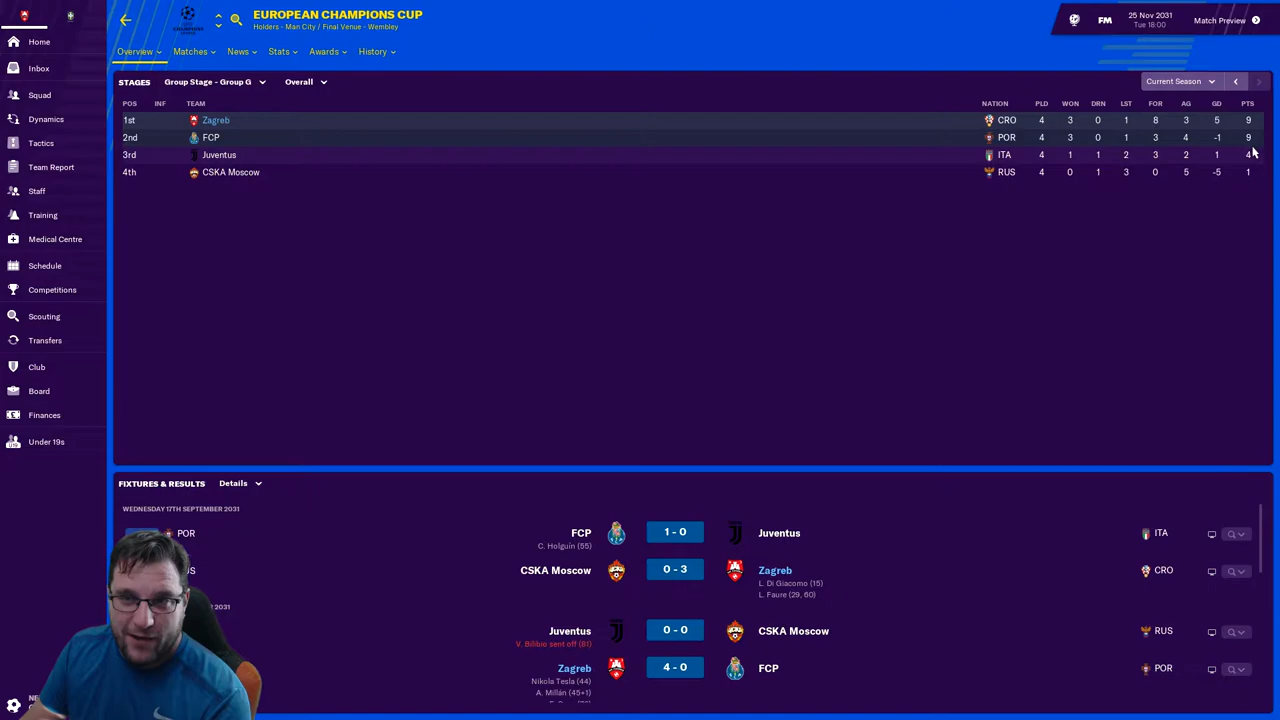 EUROPEAN CHAMPIONS CUP
Holders - Man City / Final Venue - Wembley
25 Nov 2031
Tue 18:00
FM
Match Preview
Home
Inbox
Squad
Dynamics
Tactics
Team Report
Staff
Training
Medical Centre
Schedule
Competitions
Scouting
Transfers
Club
Board
Finances
Under 19s
Overview
Matches
News
Stats
Awards
History
STAGES
Group Stage - Group G
Overall
Current Season
POS INF TEAM NATION PLD WON DRN LST FOR AG GD PTS
1st Zagreb CRO 4 3 0 1 8 3 5 9
2nd FCP POR 4 3 0 1 3 4 -1 9
3rd Juventus ITA 4 1 1 2 3 2 1 4
4th CSKA Moscow RUS 4 0 1 3 0 5 -5 1
FIXTURES & RESULTS
Details
WEDNESDAY 17TH SEPTEMBER 2031
POR FCP 1 - 0 Juventus ITA
C. Holguín (55)
CSKA Moscow 0 - 3 Zagreb CRO
L. Di Giacomo (15)
L. Faure (29, 60)
2031
Juventus 0 - 0 CSKA Moscow RUS
V. Bilibio sent off (81)
Zagreb 4 - 0 FCP POR
Nikola Tesla (44)
A. Millán (45+1)